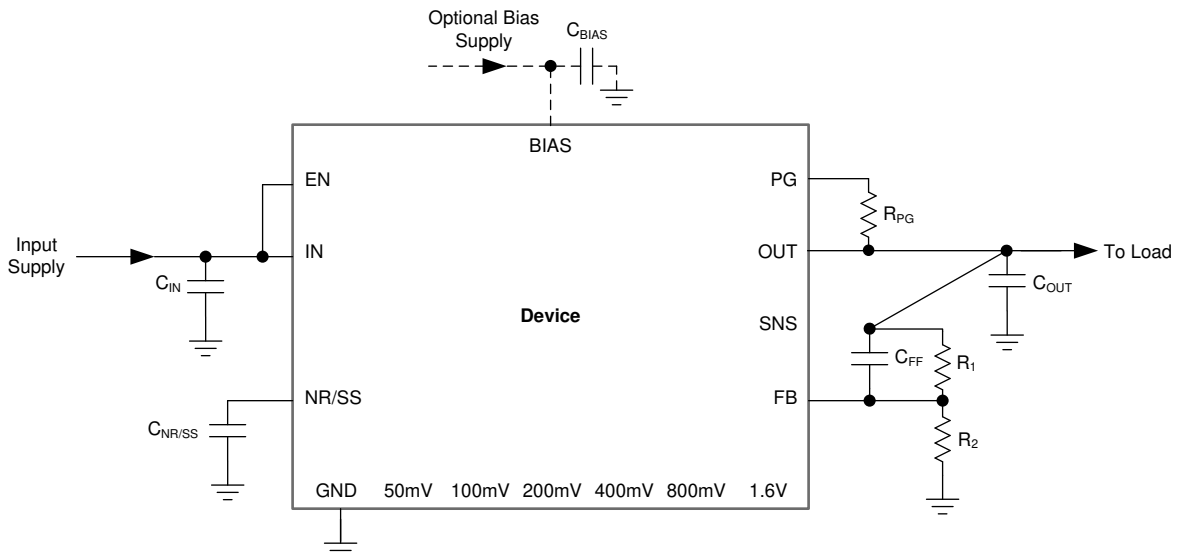 Optional Bias
Supply
C_BIAS
BIAS
EN
PG
R_PG
Input
Supply
IN
OUT
To Load
C_IN
C_OUT
Device
SNS
C_FF
R_1
NR/SS
FB
C_NR/SS
R_2
GND 50mV 100mV 200mV 400mV 800mV 1.6V